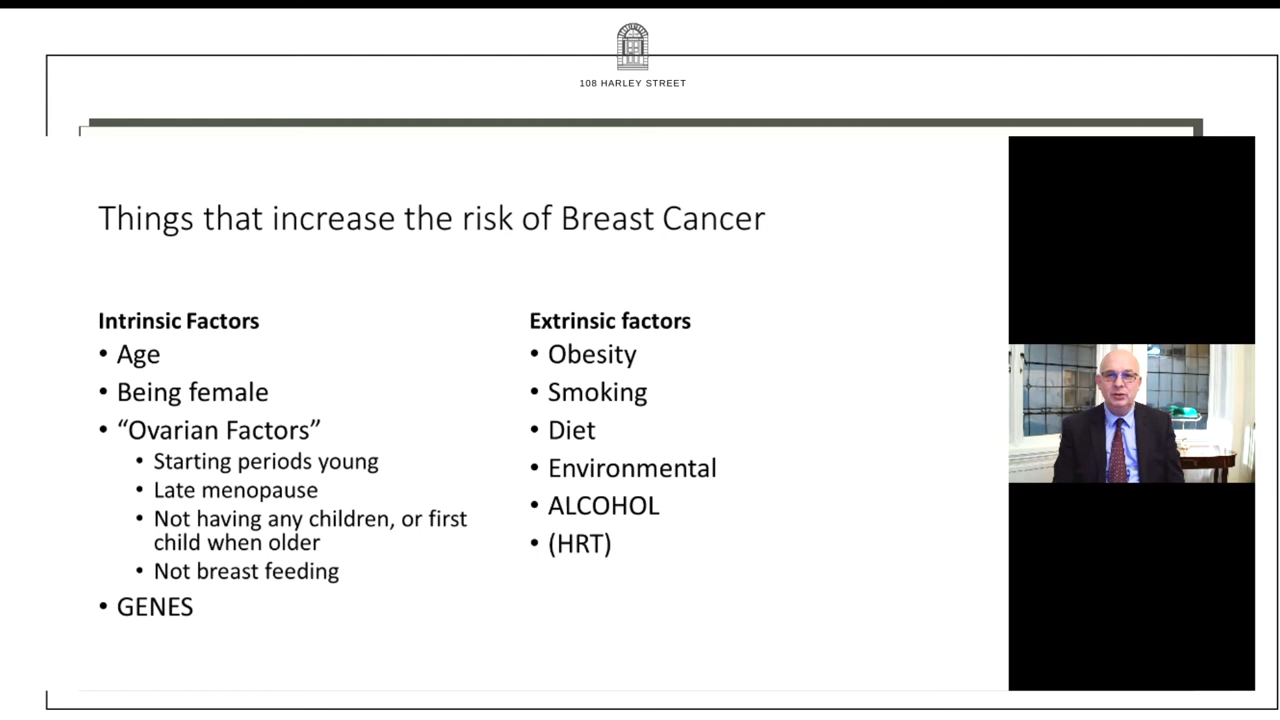 108 HARLEY STREET
Things that increase the risk of Breast Cancer
Intrinsic Factors
• Age
• Being female
• “Ovarian Factors”
• Starting periods young
• Late menopause
• Not having any children, or first
child when older
• Not breast feeding
• GENES
Extrinsic factors
• Obesity
• Smoking
• Diet
• Environmental
• ALCOHOL
• (HRT)